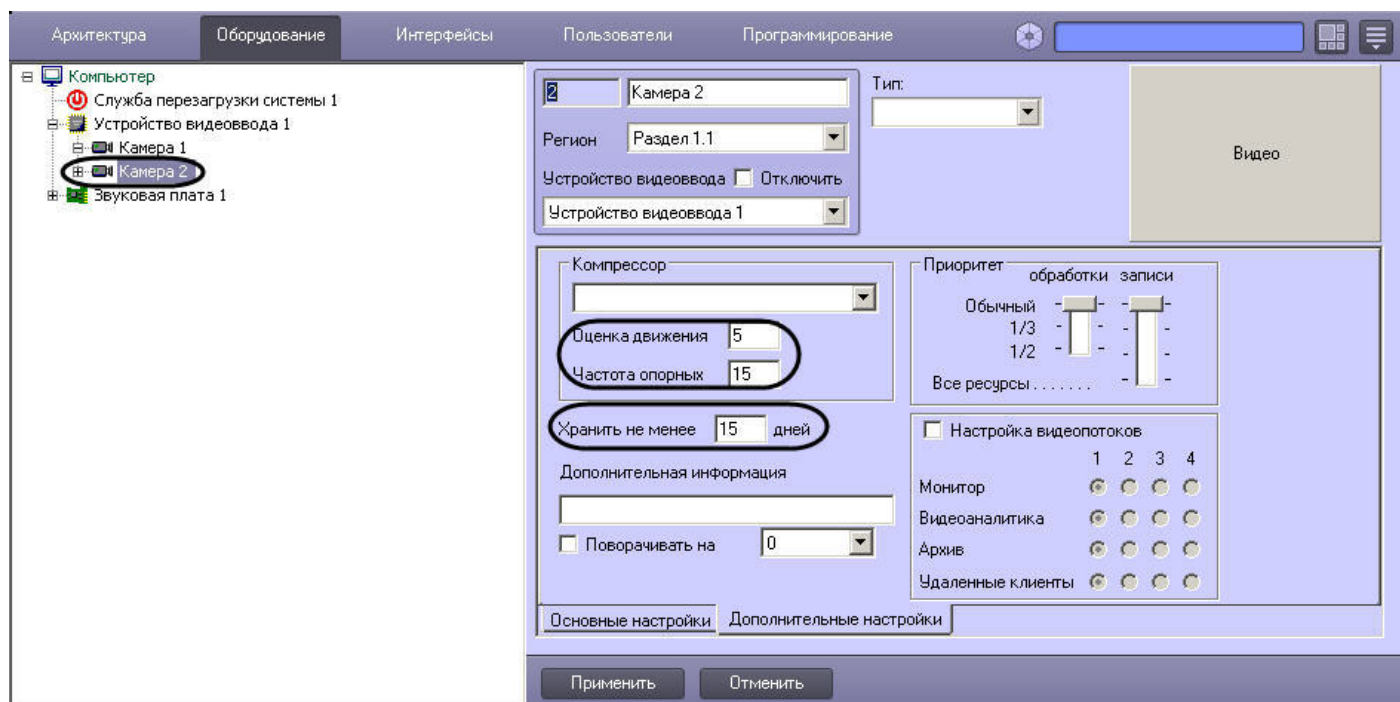 Архитектура Оборудование Интерфейсы Пользователи Программирование
Компьютер
Служба перезагрузки системы 1
Устройство видеоввода 1
Камера 1
Камера 2
Звуковая плата 1
2 Камера 2
Тип:
Регион Раздел 1.1
Устройство видеоввода Отключить
Устройство видеоввода 1
Видео
Компрессор
Оценка движения 5
Частота опорных 15
Хранить не менее 15 дней
Дополнительная информация
Поворачивать на 0
Приоритет обработки записи
Обычный
1/3
1/2
Все ресурсы . . . . . . .
Настройка видеопотоков
1 2 3 4
Монитор
Видеоаналитика
Архив
Удаленные клиенты
Основные настройки Дополнительные настройки
Применить Отменить